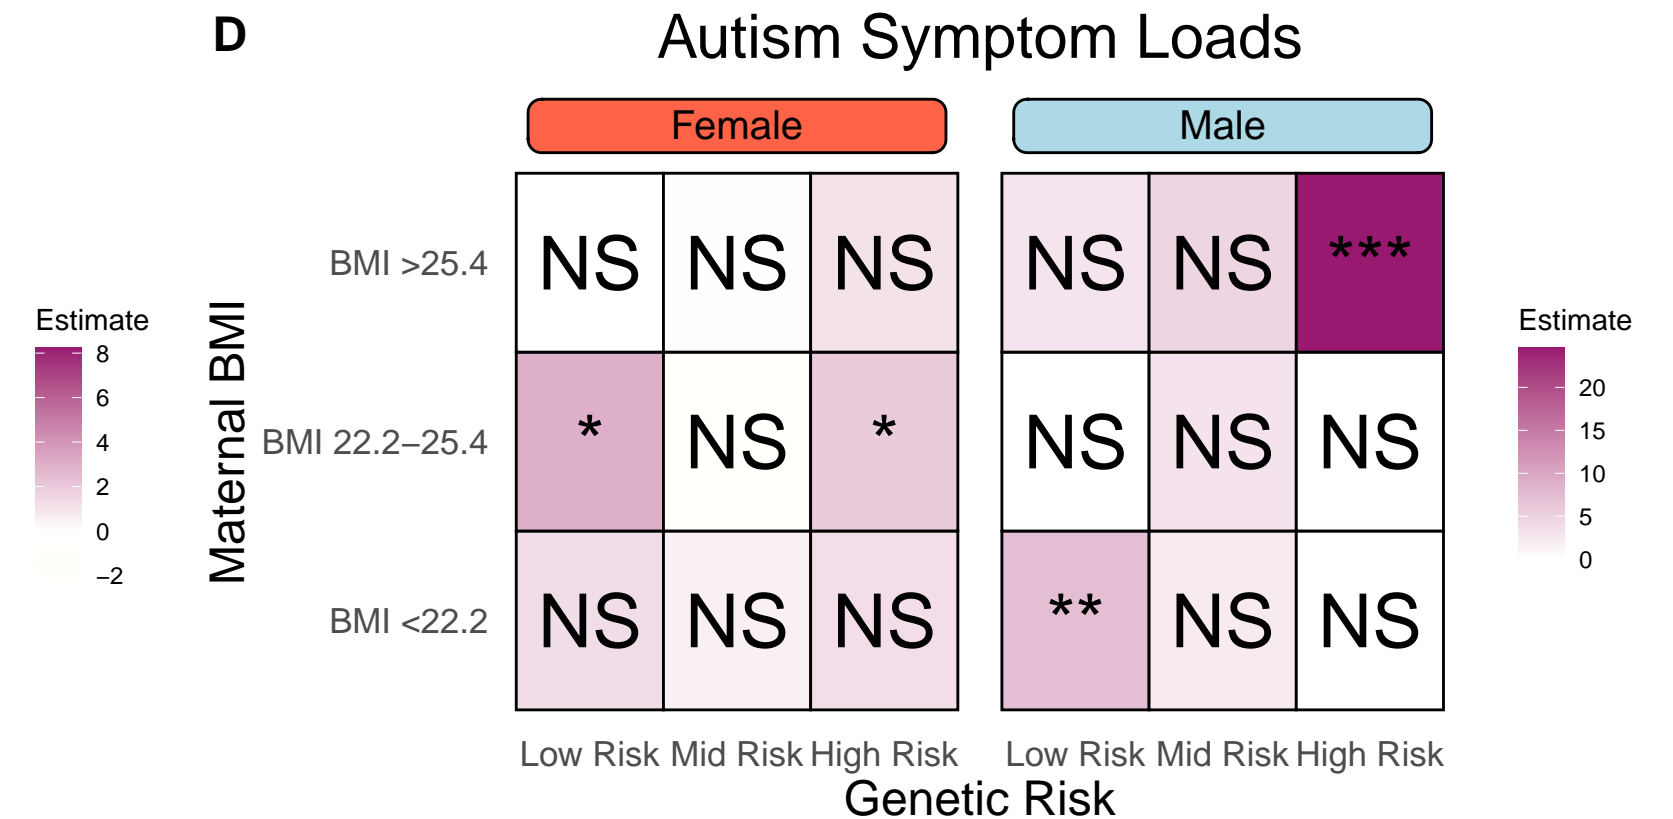 D
Autism Symptom Loads
Female
Male
BMI >25.4
NS NS NS NS NS ***
BMI 22.2–25.4
* NS * NS NS NS
BMI <22.2
NS NS NS ** NS NS
Maternal BMI
Low Risk Mid Risk High Risk
Low Risk Mid Risk High Risk
Genetic Risk
Estimate
8
6
4
2
0
−2
Estimate
20
15
10
5
0